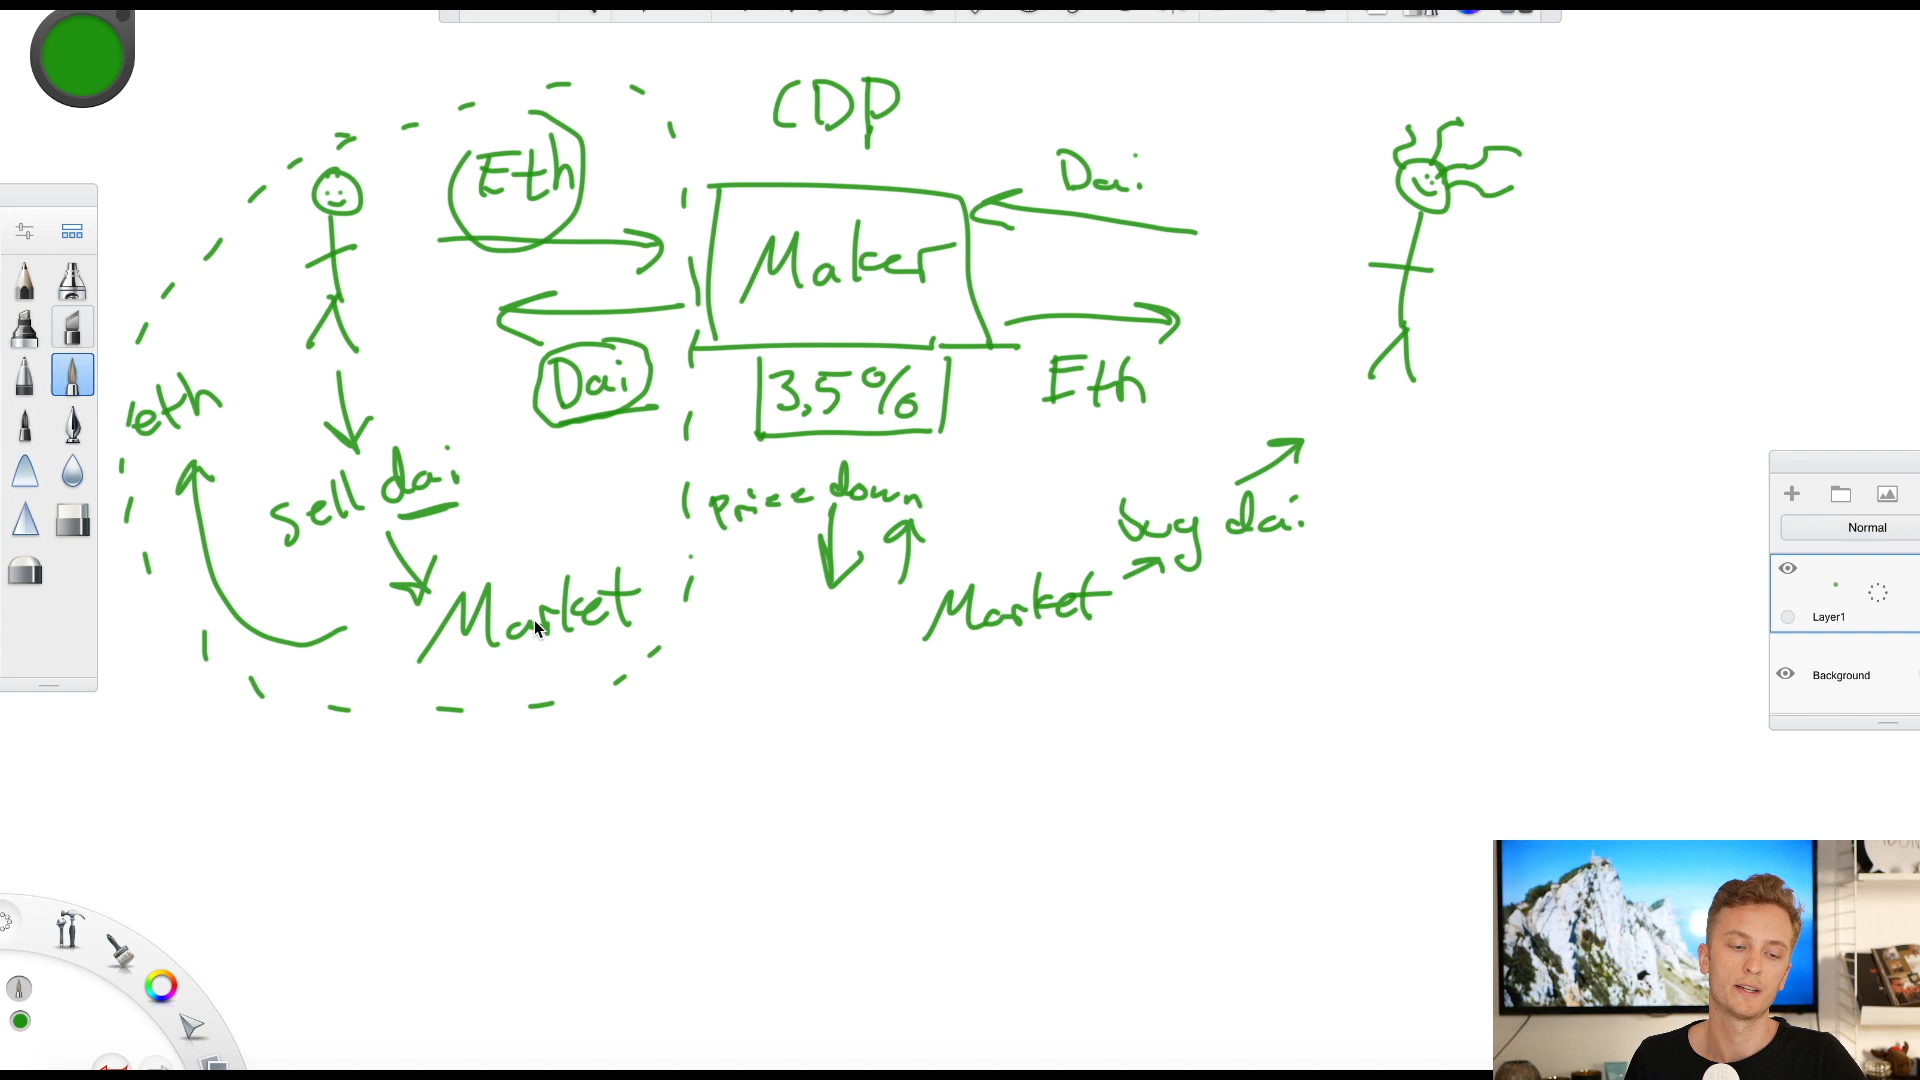 CDP
Eth
Dai
Maker
Dai
3,5%
Eth
eth
sell dai
price down
buy dai
Market
Market
Normal
Layer1
Background